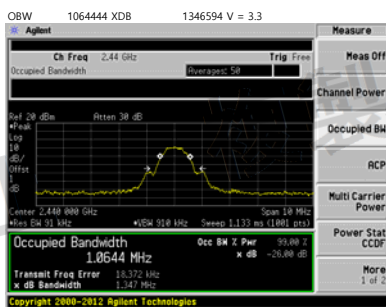 OBW 1064444 XDB 1346594 V = 3.3
Agilent
Measure
Ch Freq 2.44 GHz Trig Free
Meas Off
Occupied Bandwidth Averages: 50
Channel Power
Occupied BW
Ref 20 dBm Atten 30 dB
#Peak
Log
10
dB/
Offst
1
dB
ACP
Multi Carrier
Power
Center 2.440 000 GHz Span 10 MHz
#Res BW 91 kHz #VBW 910 kHz Sweep 1.133 ms (1001 pts)
Power Stat
CCDF
Occupied Bandwidth Occ BW % Pwr 99.00 %
1.0644 MHz x dB -26.00 dB
Transmit Freq Error 18.372 kHz
x dB Bandwidth 1.347 MHz
More
1 of 2
Copyright 2000-2012 Agilent Technologies